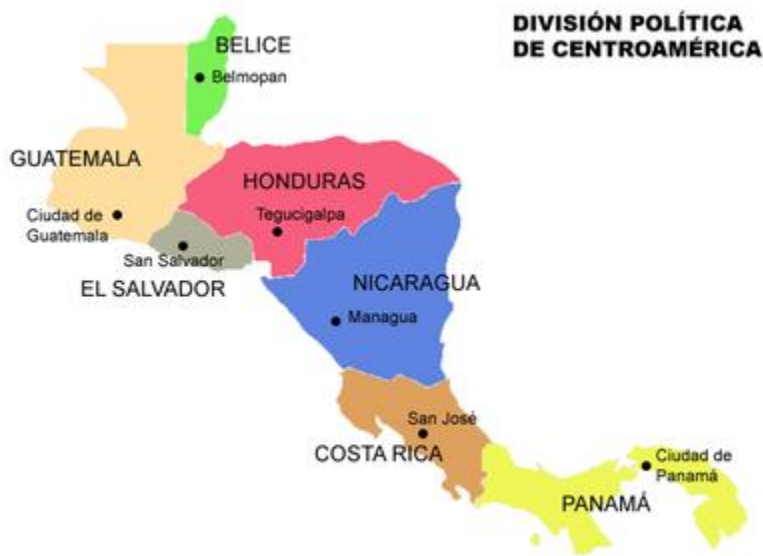 DIVISIÓN POLÍTICA
DE CENTROAMÉRICA
BELICE
Belmopan
GUATEMALA
Ciudad de
Guatemala
HONDURAS
Tegucigalpa
San Salvador
EL SALVADOR
NICARAGUA
Managua
San José
COSTA RICA
Ciudad de
Panamá
PANAMÁ